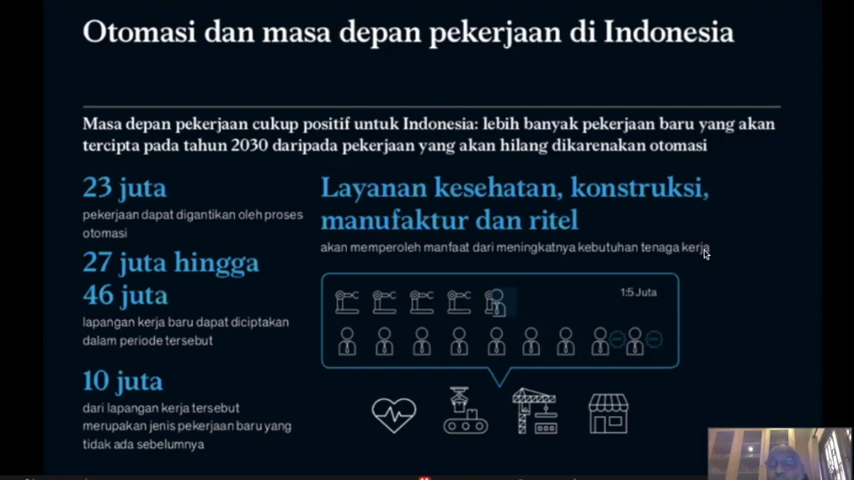 Otomasi dan masa depan pekerjaan di Indonesia
Masa depan pekerjaan cukup positif untuk Indonesia: lebih banyak pekerjaan baru yang akan
tercipta pada tahun 2030 daripada pekerjaan yang akan hilang dikarenakan otomasi
23 juta
pekerjaan dapat digantikan oleh proses
otomasi
27 juta hingga
46 juta
lapangan kerja baru dapat diciptakan
dalam periode tersebut
10 juta
dari lapangan kerja tersebut
merupakan jenis pekerjaan baru yang
tidak ada sebelumnya
Layanan kesehatan, konstruksi,
manufaktur dan ritel
akan memperoleh manfaat dari meningkatnya kebutuhan tenaga kerja
1:5 Juta